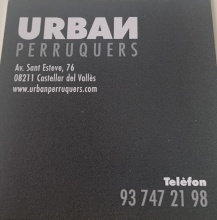 URBAN
PERRUQUERS
Av. Sant Esteve, 76
08211 Castellar del Vallès
www.urbanperruquers.com
Telèfon
93 747 21 98